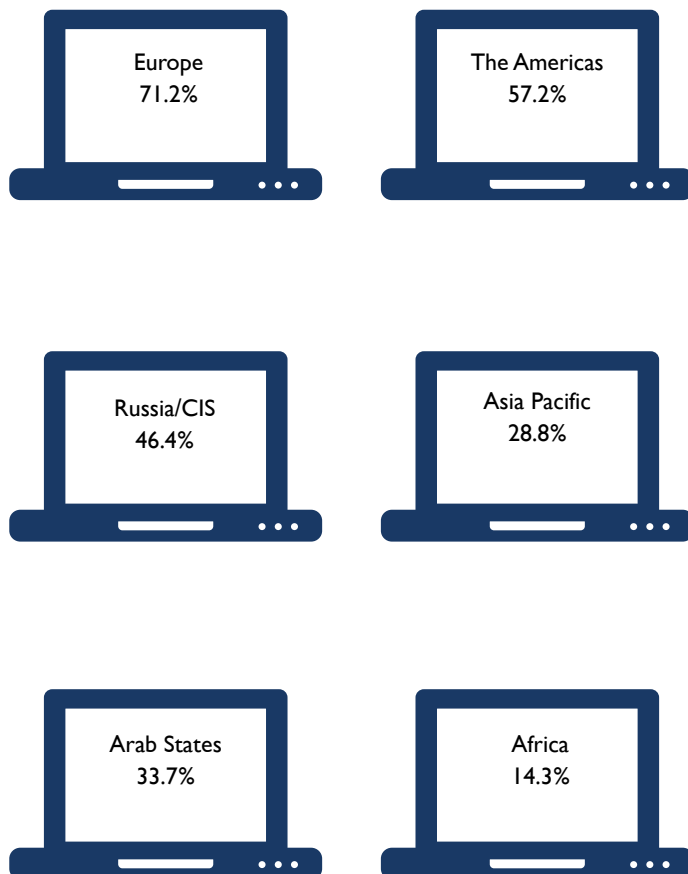 Europe
71.2%
The Americas
57.2%
Russia/CIS
46.4%
Asia Pacific
28.8%
Arab States
33.7%
Africa
14.3%